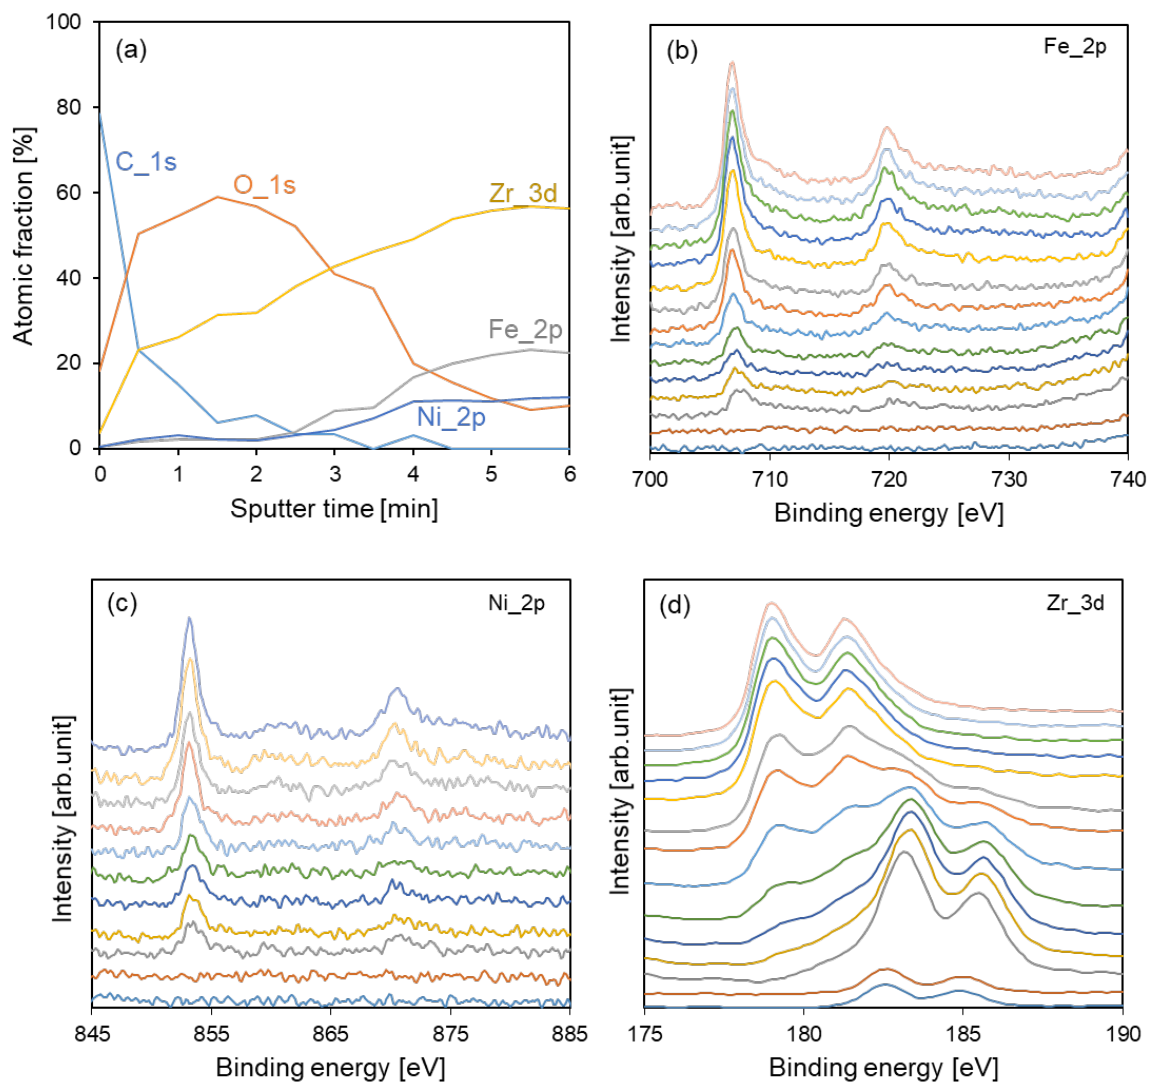 (a)
100
80
60
40
20
0
C_1s
O_1s
Zr_3d
Fe_2p
Ni_2p
0 1 2 3 4 5 6
Sputter time [min]
Atomic fraction [%]
(b)
Fe_2p
Intensity [arb.unit]
700 710 720 730 740
Binding energy [eV]
(c)
Ni_2p
Intensity [arb.unit]
845 855 865 875 885
Binding energy [eV]
(d)
Zr_3d
Intensity [arb.unit]
175 180 185 190
Binding energy [eV]